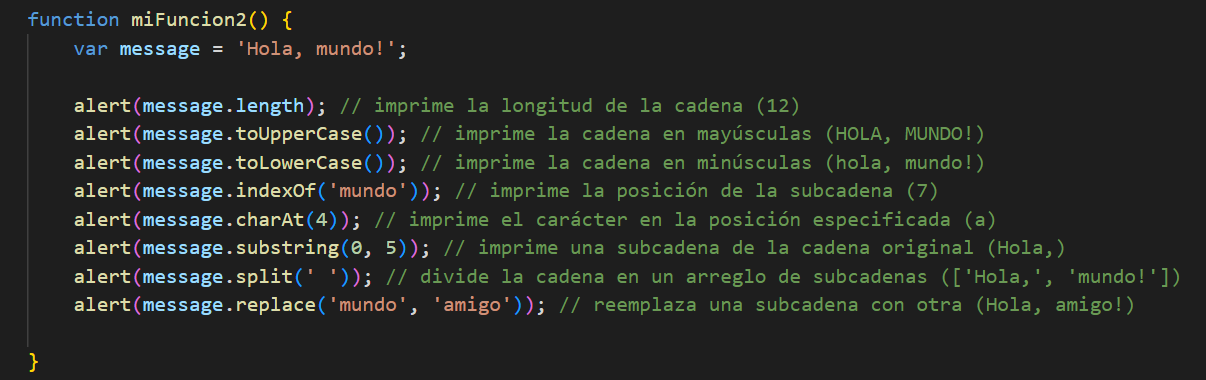 function miFuncion2() {
var message = 'Hola, mundo!';
alert(message.length); // imprime la longitud de la cadena (12)
alert(message.toUpperCase()); // imprime la cadena en mayúsculas (HOLA, MUNDO!)
alert(message.toLowerCase()); // imprime la cadena en minúsculas (hola, mundo!)
alert(message.indexOf('mundo')); // imprime la posición de la subcadena (7)
alert(message.charAt(4)); // imprime el carácter en la posición especificada (a)
alert(message.substring(0, 5)); // imprime una subcadena de la cadena original (Hola,)
alert(message.split(' ')); // divide la cadena en un arreglo de subcadenas (['Hola,', 'mundo!'])
alert(message.replace('mundo', 'amigo')); // reemplaza una subcadena con otra (Hola, amigo!)
}